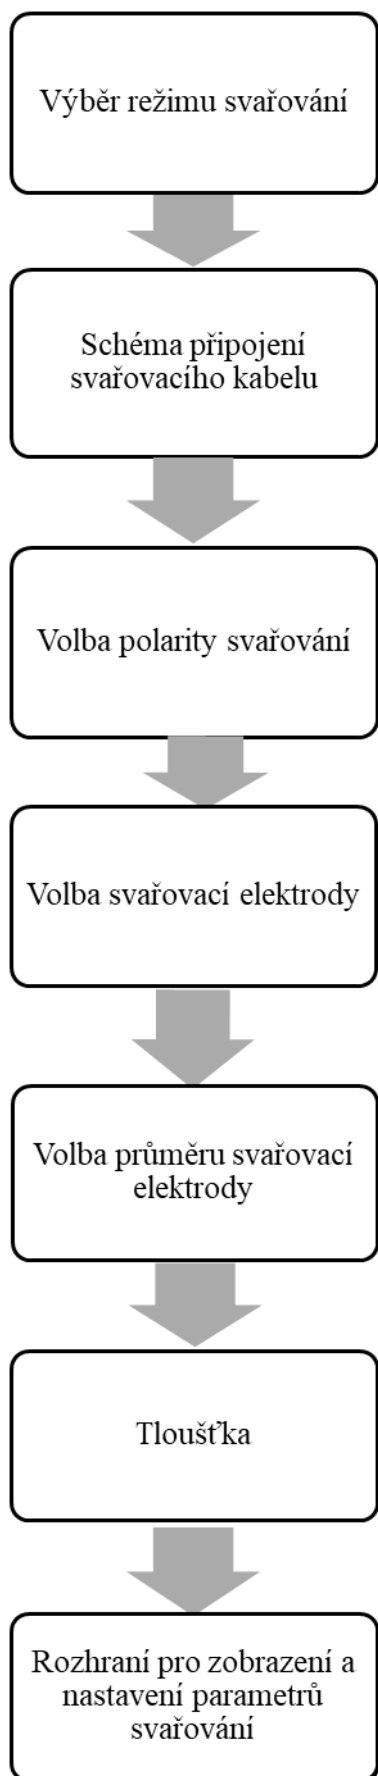 Výběr režimu svařování
Schéma připojení
svařovacího kabelu
Volba polarity svařování
Volba svařovací elektrody
Volba průměru svařovací
elektrody
Tloušťka
Rozhraní pro zobrazení a
nastavení parametrů
svařování